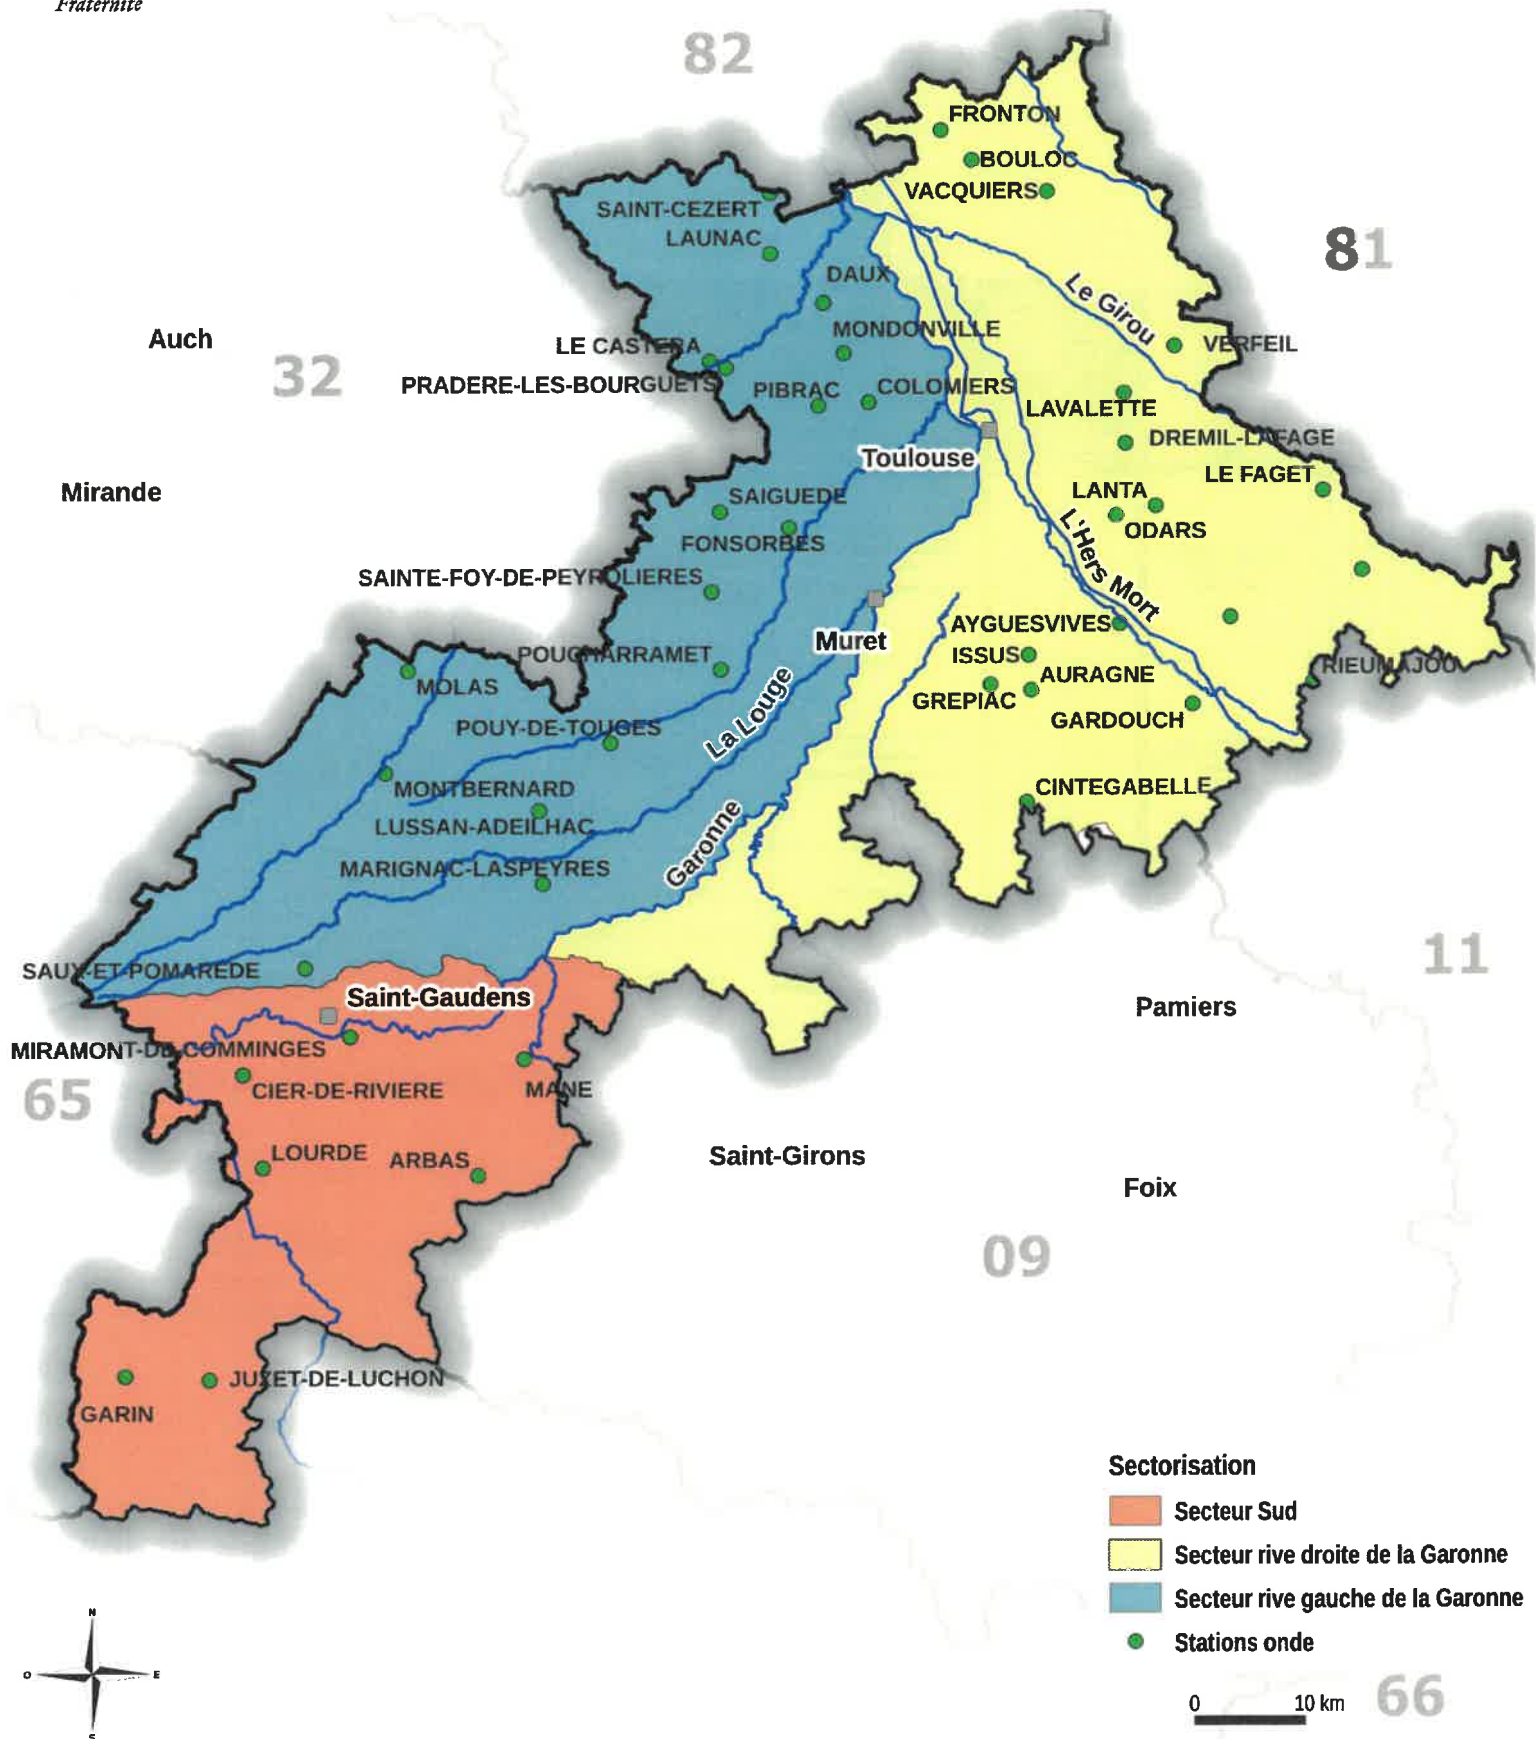 Fraternité
82
FRONTON
BOULOC
VACQUIERS
SAINT-CEZERT
LAUNAC
81
DAUX
Le Girou
MONDONVILLE
Auch
LE CASTERA
VERFEIL
32
PRADERE-LES-BOURGUETS
PIBRAC
COLOMIERS
LAVALETTE
DREMIL-LAFAGE
Toulouse
LE FAGET
Mirande
SAIGUEDE
LANTA
ODARS
FONSORBES
L'Hers Mort
SAINTE-FOY-DE-PEYROLIERES
AYGUESVIVES
Muret
POUCHARRAMET
ISSUS
RIEUMAJOU
AURAGNE
MOLAS
GREPIAC
La Louge
GARDOUCH
POUY-DE-TOUGES
MONTBERNARD
CINTEGABELLE
LUSSAN-ADEILHAC
Garonne
MARIGNAC-LASPEYRES
11
SAUX-ET-POMAREDE
Saint-Gaudens
Pamiers
MIRAMONT-DE-COMMINGES
65
CIER-DE-RIVIERE
MANE
LOURDE
ARBAS
Saint-Girons
Foix
09
JUZET-DE-LUCHON
GARIN
Sectorisation
Secteur Sud
Secteur rive droite de la Garonne
Secteur rive gauche de la Garonne
Stations onde
N
O
E
S
0
10 km
66